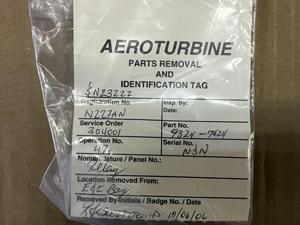 AEROTURBINE
PARTS REMOVAL
AND
IDENTIFICATION TAG
SN23227
Registration No
Insp. By:
N227AN
Date:
Service Order
Part No.
304001
9324-7424
Operation No.
Serial No.
47
NSN
Nomenclature / Panel No.:
Relay
Location Removed From:
E&E Bay
Removed By Initials / Badge No. / Date
10/06/06